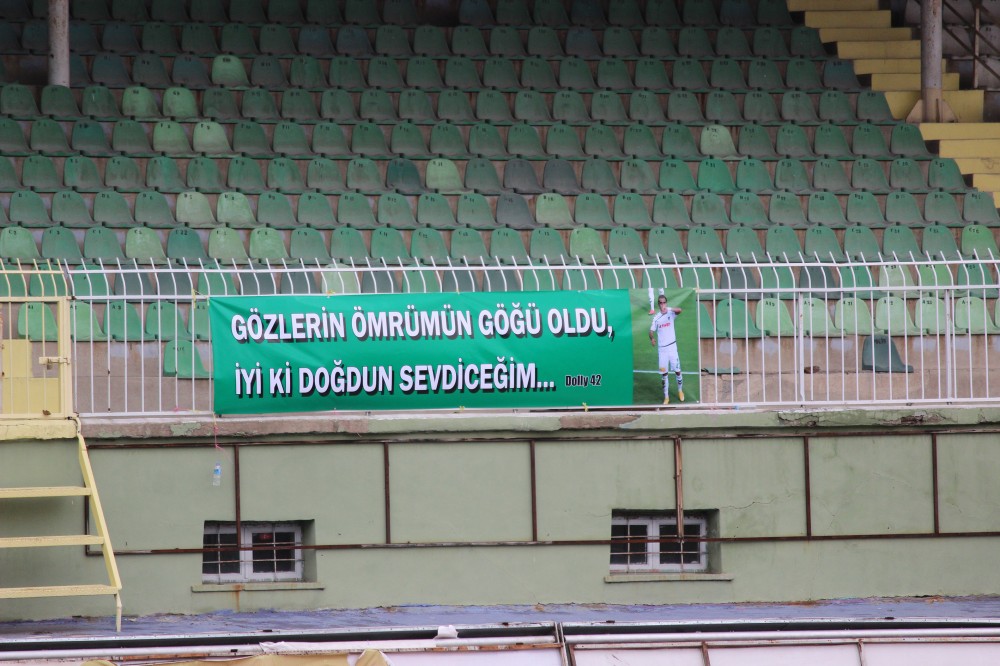 GÖZLERİN ÖMRÜMÜN GÖĞÜ OLDU,
İYİ Kİ DOĞDUN SEVDİCEĞİM... Dolly 42